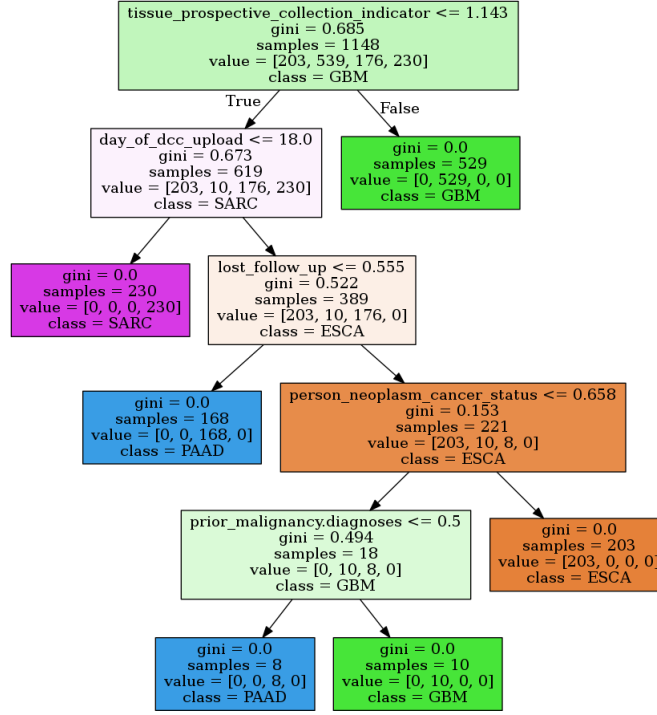 tissue_prospective_collection_indicator <= 1.143
gini = 0.685
samples = 1148
value = [203, 539, 176, 230]
class = GBM
True
False
day_of_dcc_upload <= 18.0
gini = 0.673
samples = 619
value = [203, 10, 176, 230]
class = SARC
gini = 0.0
samples = 529
value = [0, 529, 0, 0]
class = GBM
gini = 0.0
samples = 230
value = [0, 0, 0, 230]
class = SARC
lost_follow_up <= 0.555
gini = 0.522
samples = 389
value = [203, 10, 176, 0]
class = ESCA
gini = 0.0
samples = 168
value = [0, 0, 168, 0]
class = PAAD
person_neoplasm_cancer_status <= 0.658
gini = 0.153
samples = 221
value = [203, 10, 8, 0]
class = ESCA
prior_malignancy.diagnoses <= 0.5
gini = 0.494
samples = 18
value = [0, 10, 8, 0]
class = GBM
gini = 0.0
samples = 203
value = [203, 0, 0, 0]
class = ESCA
gini = 0.0
samples = 8
value = [0, 0, 8, 0]
class = PAAD
gini = 0.0
samples = 10
value = [0, 10, 0, 0]
class = GBM